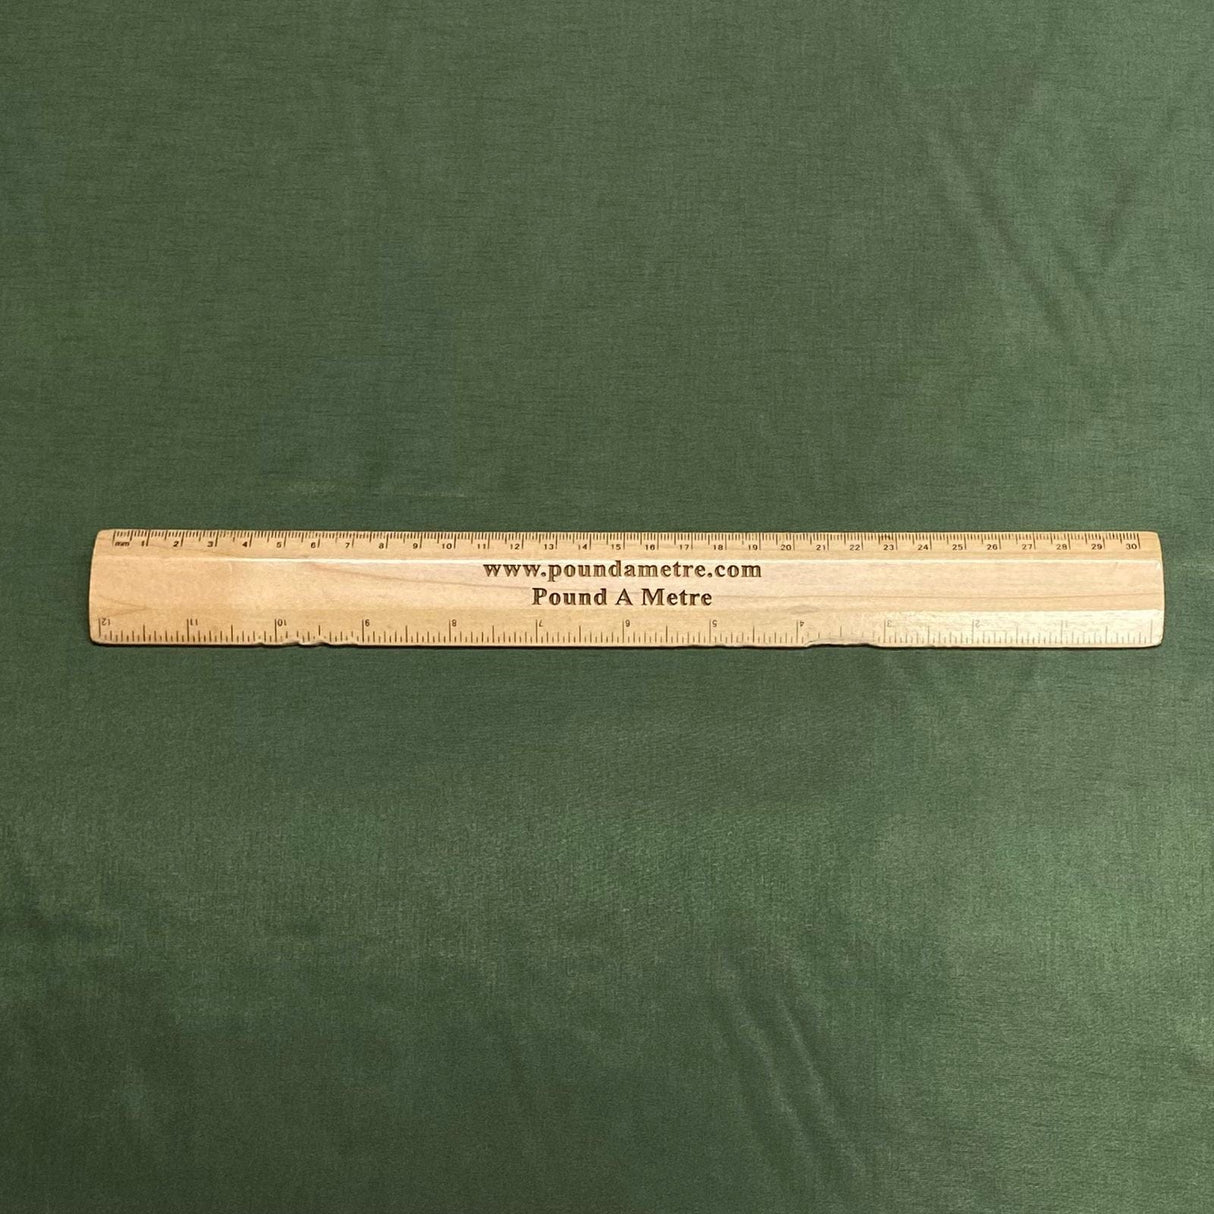 mm 1 2 3 4 5 6 7 8 9 10 11 12 13 14 15 16 17 18 19 20 21 22 23 24 25 26 27 28 29 30
www.poundametre.com
Pound A Metre
12 11 10 9 8 7 6 5 4 3 2 1